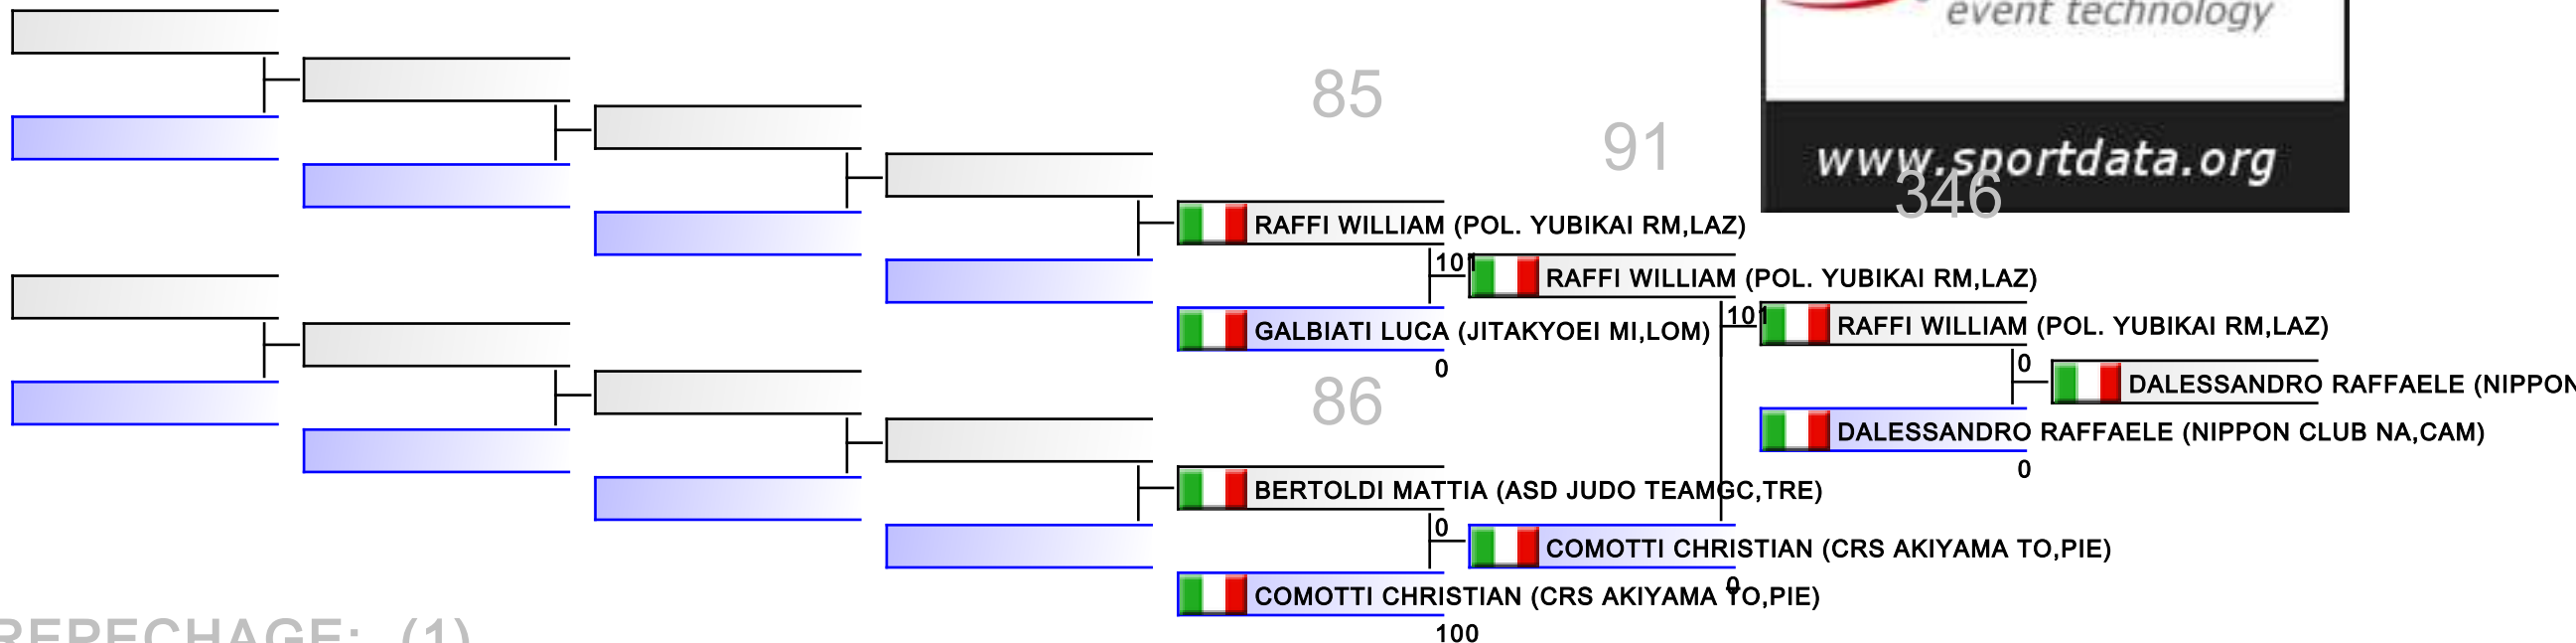 event technology
85
91
www.sportdata.org
346
RAFFI WILLIAM (POL. YUBIKAI RM,LAZ)
101
RAFFI WILLIAM (POL. YUBIKAI RM,LAZ)
GALBIATI LUCA (JITAKYOEI MI,LOM)
0
101
RAFFI WILLIAM (POL. YUBIKAI RM,LAZ)
0
DALESSANDRO RAFFAELE (NIPPON
DALESSANDRO RAFFAELE (NIPPON CLUB NA,CAM)
0
86
BERTOLDI MATTIA (ASD JUDO TEAMGC,TRE)
0
COMOTTI CHRISTIAN (CRS AKIYAMA TO,PIE)
0
COMOTTI CHRISTIAN (CRS AKIYAMA TO,PIE)
100
REPECHAGE: (1)